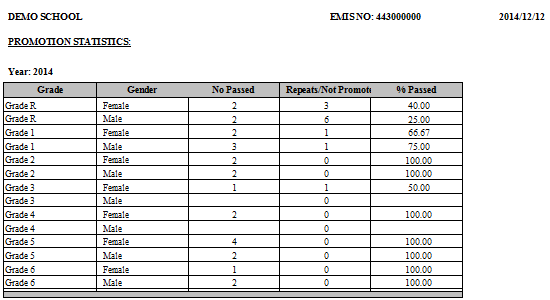 DEMO SCHOOL EMIS NO: 443000000 2014/12/12
PROMOTION STATISTICS:
Year: 2014
Grade Gender No Passed Repeats/Not Promot % Passed
Grade R Female 2 3 40.00
Grade R Male 2 6 25.00
Grade 1 Female 2 1 66.67
Grade 1 Male 3 1 75.00
Grade 2 Female 2 0 100.00
Grade 2 Male 2 0 100.00
Grade 3 Female 1 1 50.00
Grade 3 Male 0
Grade 4 Female 2 0 100.00
Grade 4 Male 0
Grade 5 Female 4 0 100.00
Grade 5 Male 2 0 100.00
Grade 6 Female 1 0 100.00
Grade 6 Male 2 0 100.00